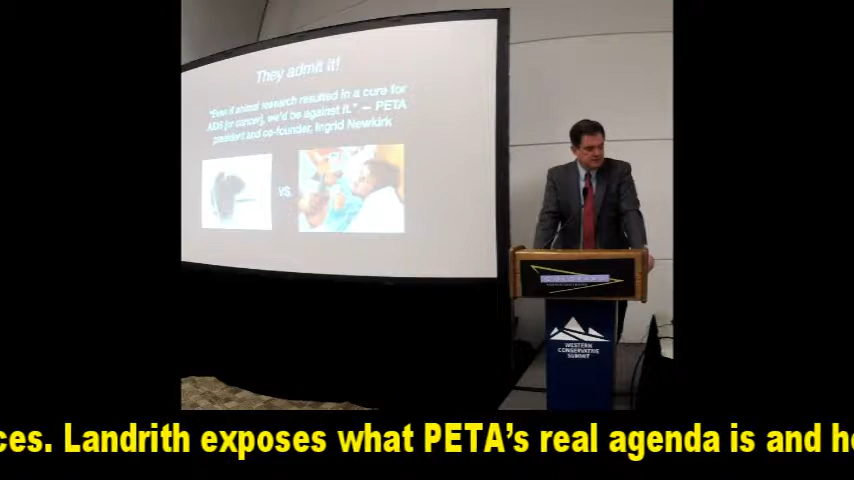 They admit it!
"Even if animal research resulted in a cure for
AIDS [or cancer], we'd be against it." — PETA
president and co-founder, Ingrid Newkirk
vs.
WESTERN
CONSERVATIVE
SUMMIT
ces. Landrith exposes what PETA's real agenda is and ho